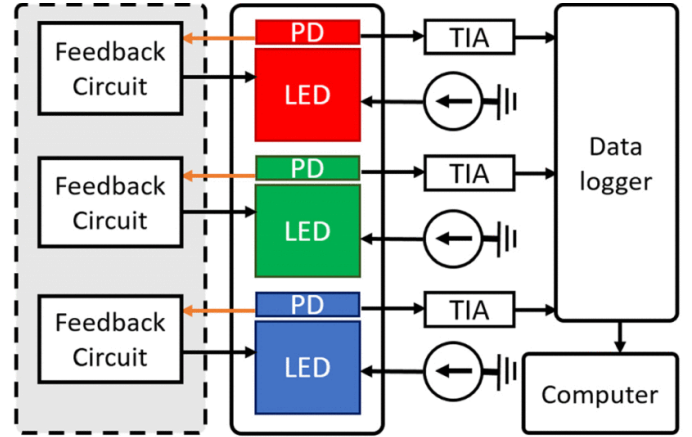 PD
TIA
Feedback
Circuit
LED
Data
logger
PD
TIA
Feedback
Circuit
LED
PD
TIA
Feedback
Circuit
LED
Computer